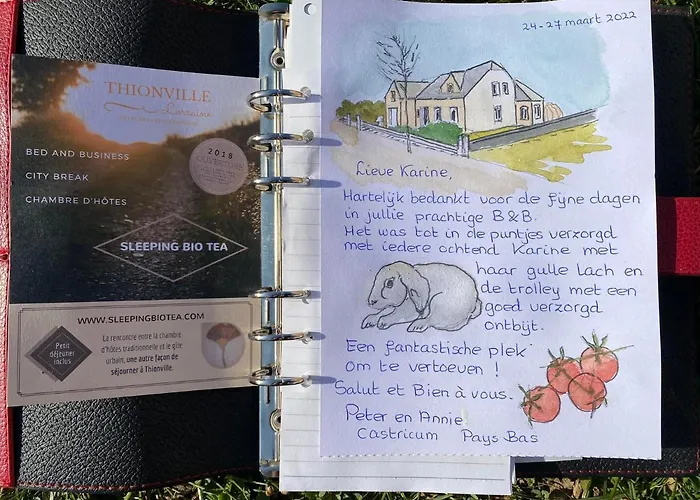 THIONVILLE
Lorraine
BED AND BUSINESS
CITY BREAK
CHAMBRE D'HÔTES
2018
OUVERTURE
SLEEPING BIO TEA
WWW.SLEEPINGBIOTEA.COM
Petit
déjeuner
inclus
La rencontre entre la chambre
d'hôtes traditionnelle et le gîte
urbain, une autre façon de
séjourner à Thionville.
24-27 maart 2022
Lieve Karine,
Hartelijk bedankt voor de fijne dagen
in jullie prachtige B&B.
Het was tot in de puntjes verzorgd
met iedere ochtend Karine met
haar gulle lach en
de trolley met een
goed verzorgd
ontbijt.
Een fantastische plek
om te vertoeven !
Salut et Bien à vous.
Peter en Annie
Castricum Pays Bas